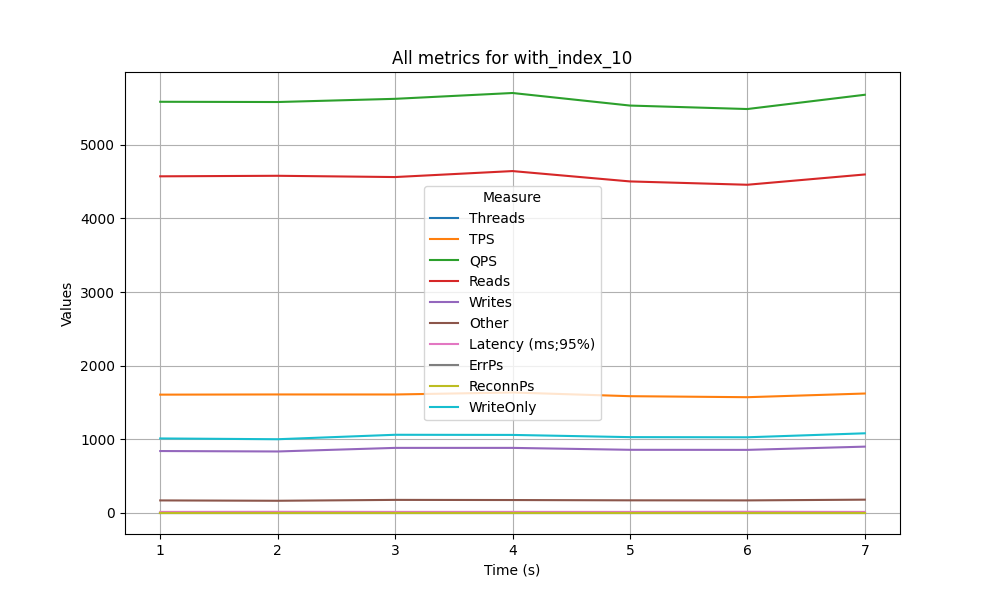 All metrics for with_index_10
Values
5000
4000
3000
2000
1000
0
Measure
Threads
TPS
QPS
Reads
Writes
Other
Latency (ms;95%)
ErrPs
ReconnPs
WriteOnly
1 2 3 4 5 6 7
Time (s)